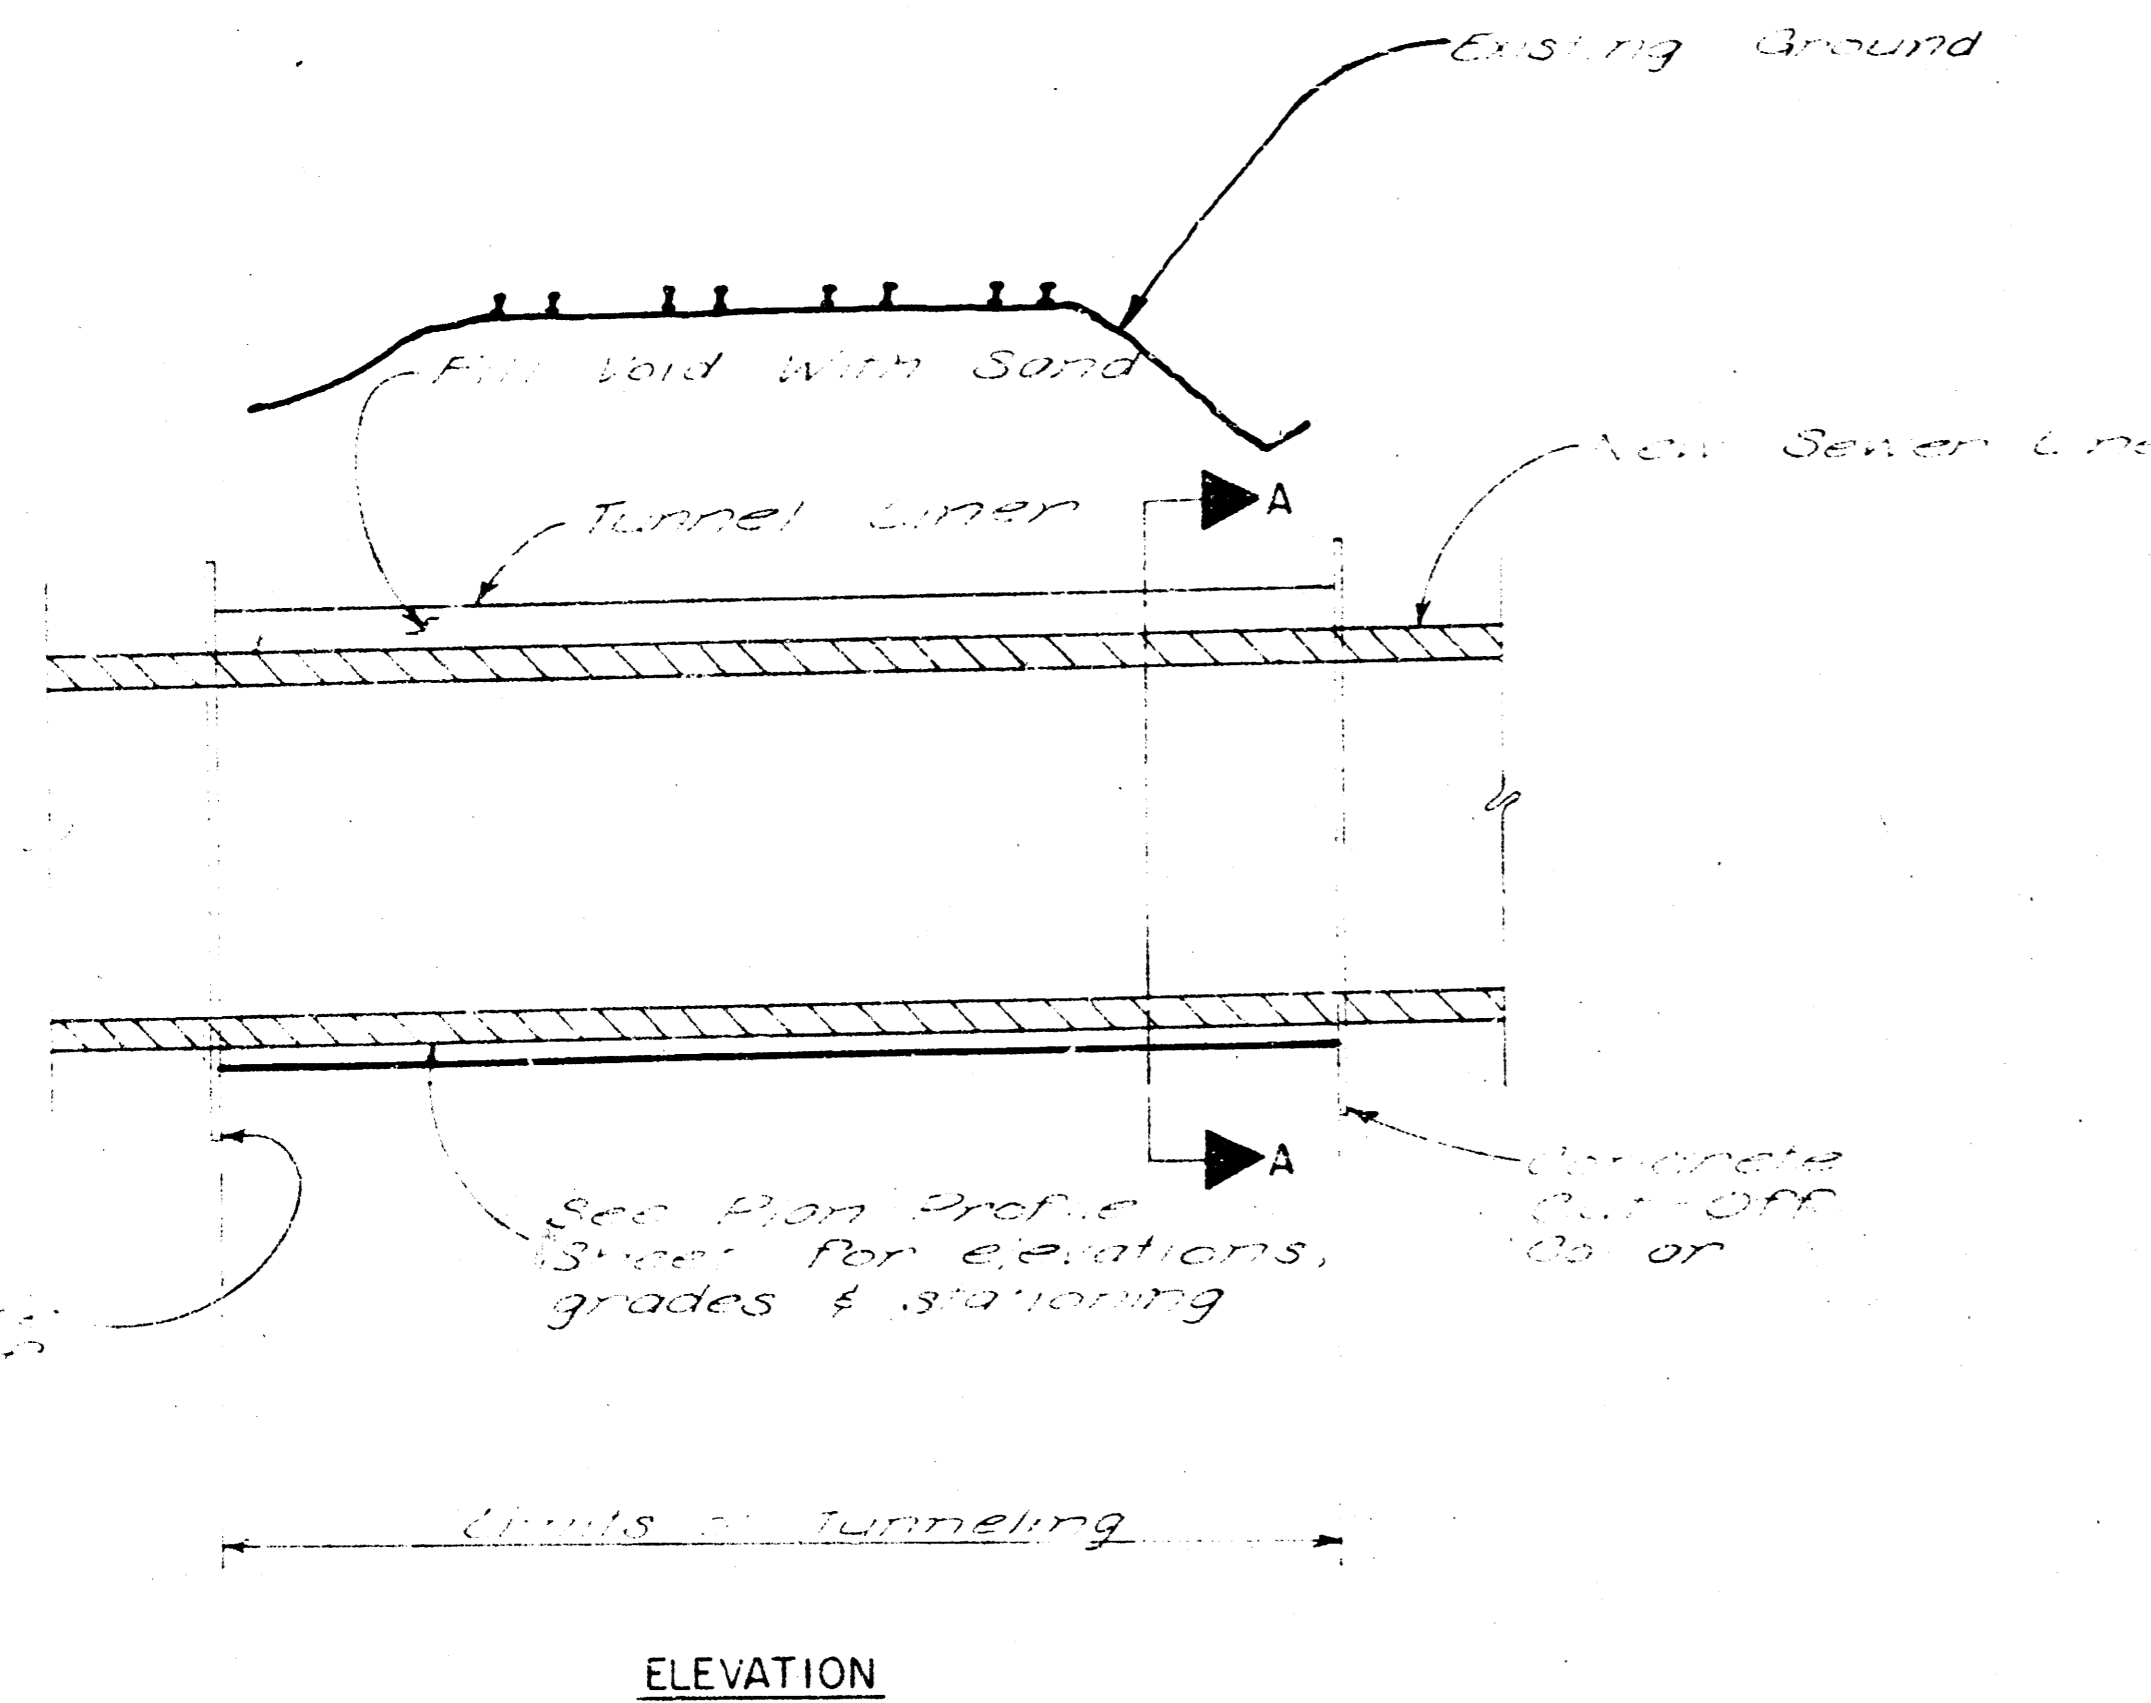 Existing Ground
Fill Void With Sand
New Sewer Line
Tunnel Liner
A
A
Concrete
See Plan Profile
Cut-Off
Sheet for elevations,
Collar
grades & stationing
Limits of Tunneling
ELEVATION